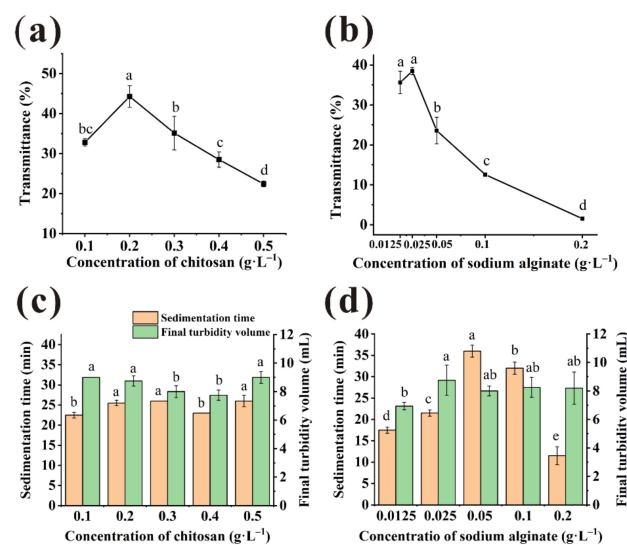 (a)
Transmittance (%)
60
50
40
30
20
10
bc
a
b
c
d
0.1 0.2 0.3 0.4 0.5
Concentration of chitosan (g·L⁻¹)
(b)
Transmittance (%)
40
30
20
10
0
a a
b
c
d
0.0125 0.025 0.05 0.1 0.2
Concentration of sodium alginate (g·L⁻¹)
(c)
Sedimentation time
Final turbidity volume
Sedimentation time (min)
40
35
30
25
20
15
10
5
0
b a a a a b b b a a
12
10
8
6
4
2
0
Final turbidity volume (mL)
0.1 0.2 0.3 0.4 0.5
Concentration of chitosan (g·L⁻¹)
(d)
Sedimentation time (min)
40
35
30
25
20
15
10
5
0
d b c a a ab b ab e ab
12
10
8
6
4
2
0
Final turbidity volume (mL)
0.0125 0.025 0.05 0.1 0.2
Concentratio of sodium alginate (g·L⁻¹)